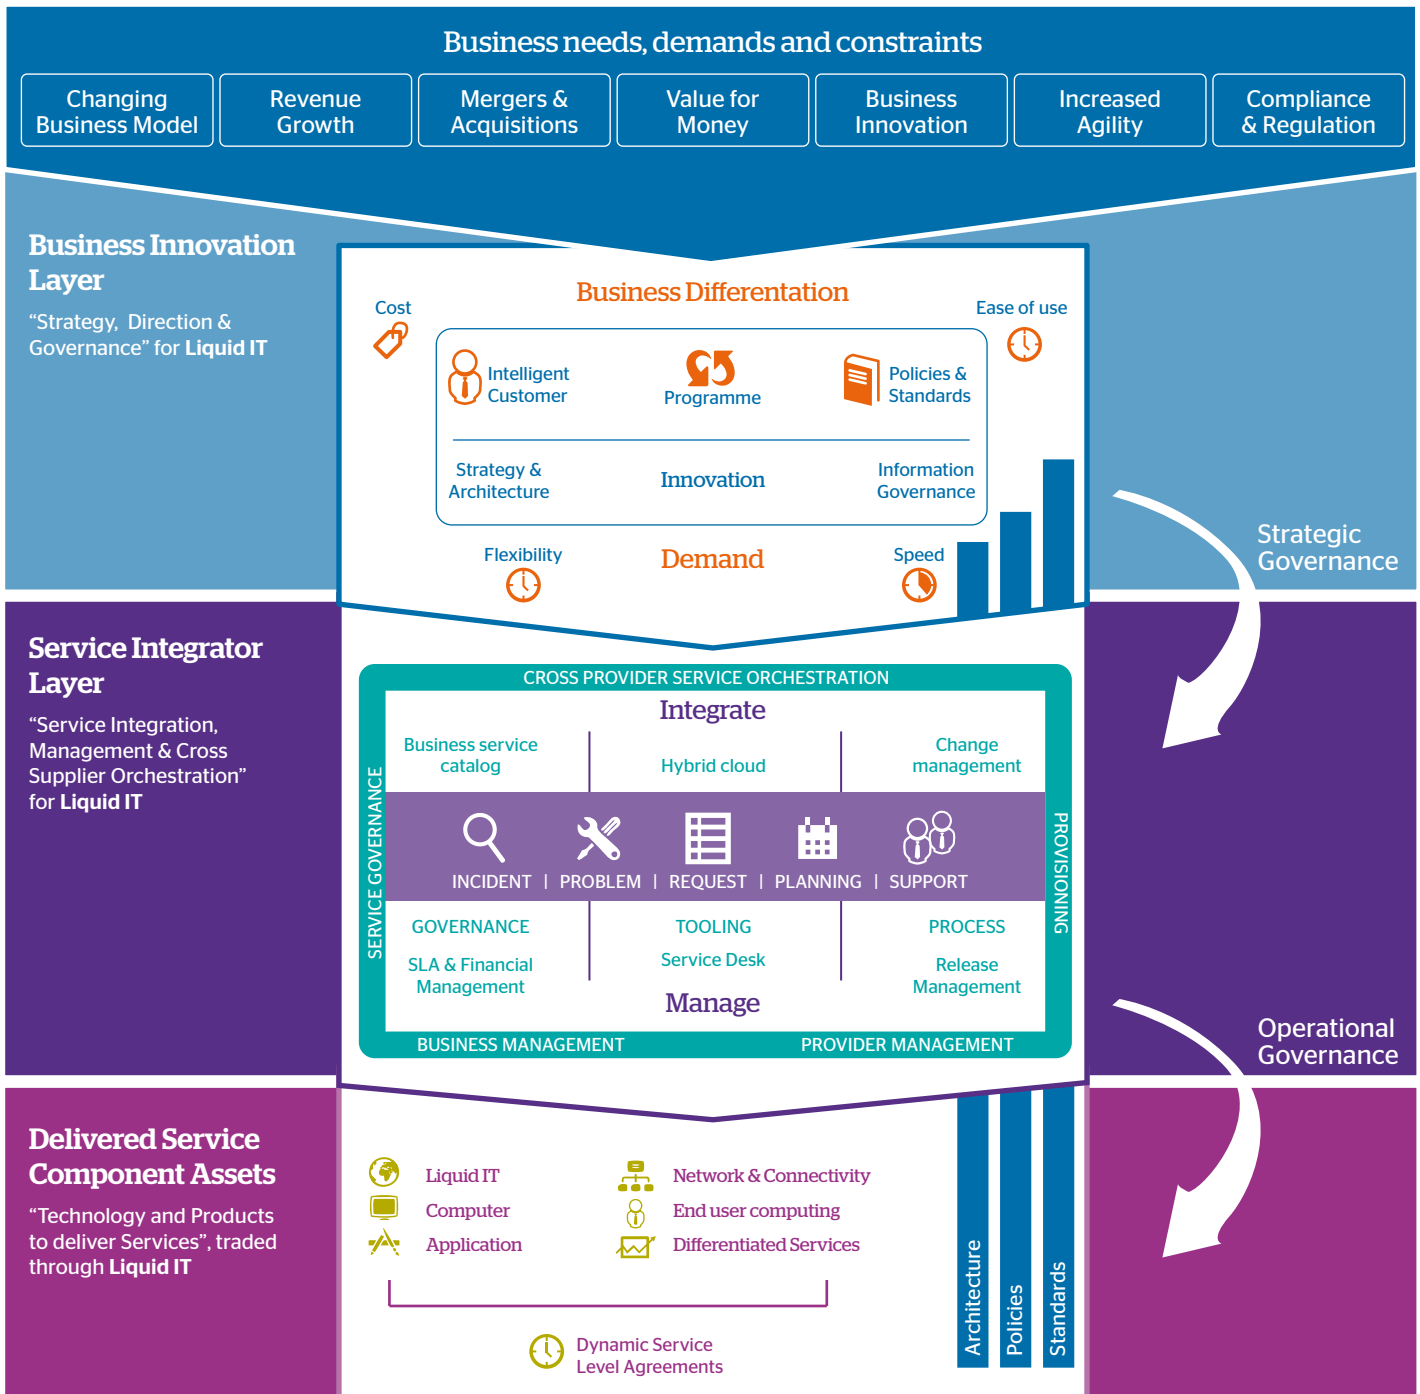 Business needs, demands and constraints
Changing
Business Model
Revenue
Growth
Mergers &
Acquisitions
Value for
Money
Business
Innovation
Increased
Agility
Compliance
& Regulation
Business Innovation
Layer
“Strategy, Direction &
Governance” for Liquid IT
Business Differentation
Cost
Ease of use
Intelligent
Customer
Programme
Policies &
Standards
Strategy &
Architecture
Innovation
Information
Governance
Flexibility
Demand
Speed
Strategic
Governance
Service Integrator
Layer
“Service Integration,
Management & Cross
Supplier Orchestration”
for Liquid IT
CROSS PROVIDER SERVICE ORCHESTRATION
SERVICE GOVERNANCE
PROVISIONING
Integrate
Business service
catalog
Hybrid cloud
Change
management
INCIDENT | PROBLEM | REQUEST | PLANNING | SUPPORT
GOVERNANCE
TOOLING
PROCESS
SLA & Financial
Management
Service Desk
Release
Management
Manage
BUSINESS MANAGEMENT
PROVIDER MANAGEMENT
Operational
Governance
Delivered Service
Component Assets
“Technology and Products
to deliver Services”, traded
through Liquid IT
Liquid IT
Computer
Application
Network & Connectivity
End user computing
Differentiated Services
Dynamic Service
Level Agreements
Architecture
Policies
Standards